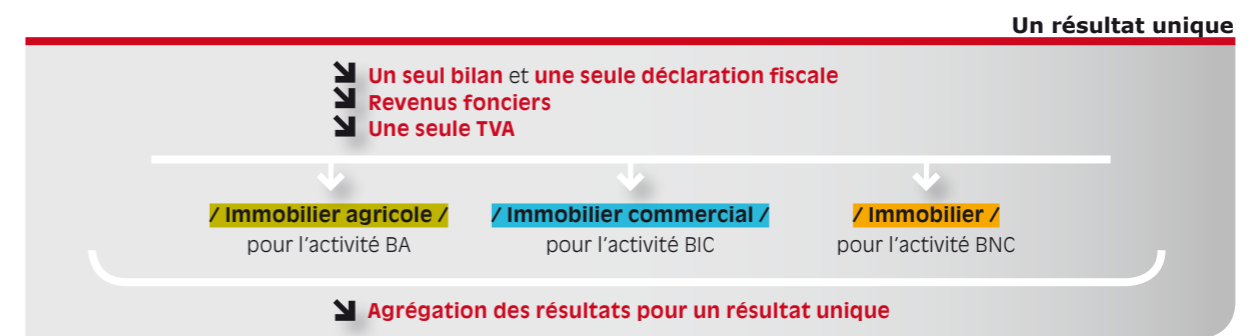 Un résultat unique
Un seul bilan et une seule déclaration fiscale
Revenus fonciers
Une seule TVA
/ Immobilier agricole /
pour l'activité BA
/ Immobilier commercial /
pour l'activité BIC
/ Immobilier /
pour l'activité BNC
Agrégation des résultats pour un résultat unique